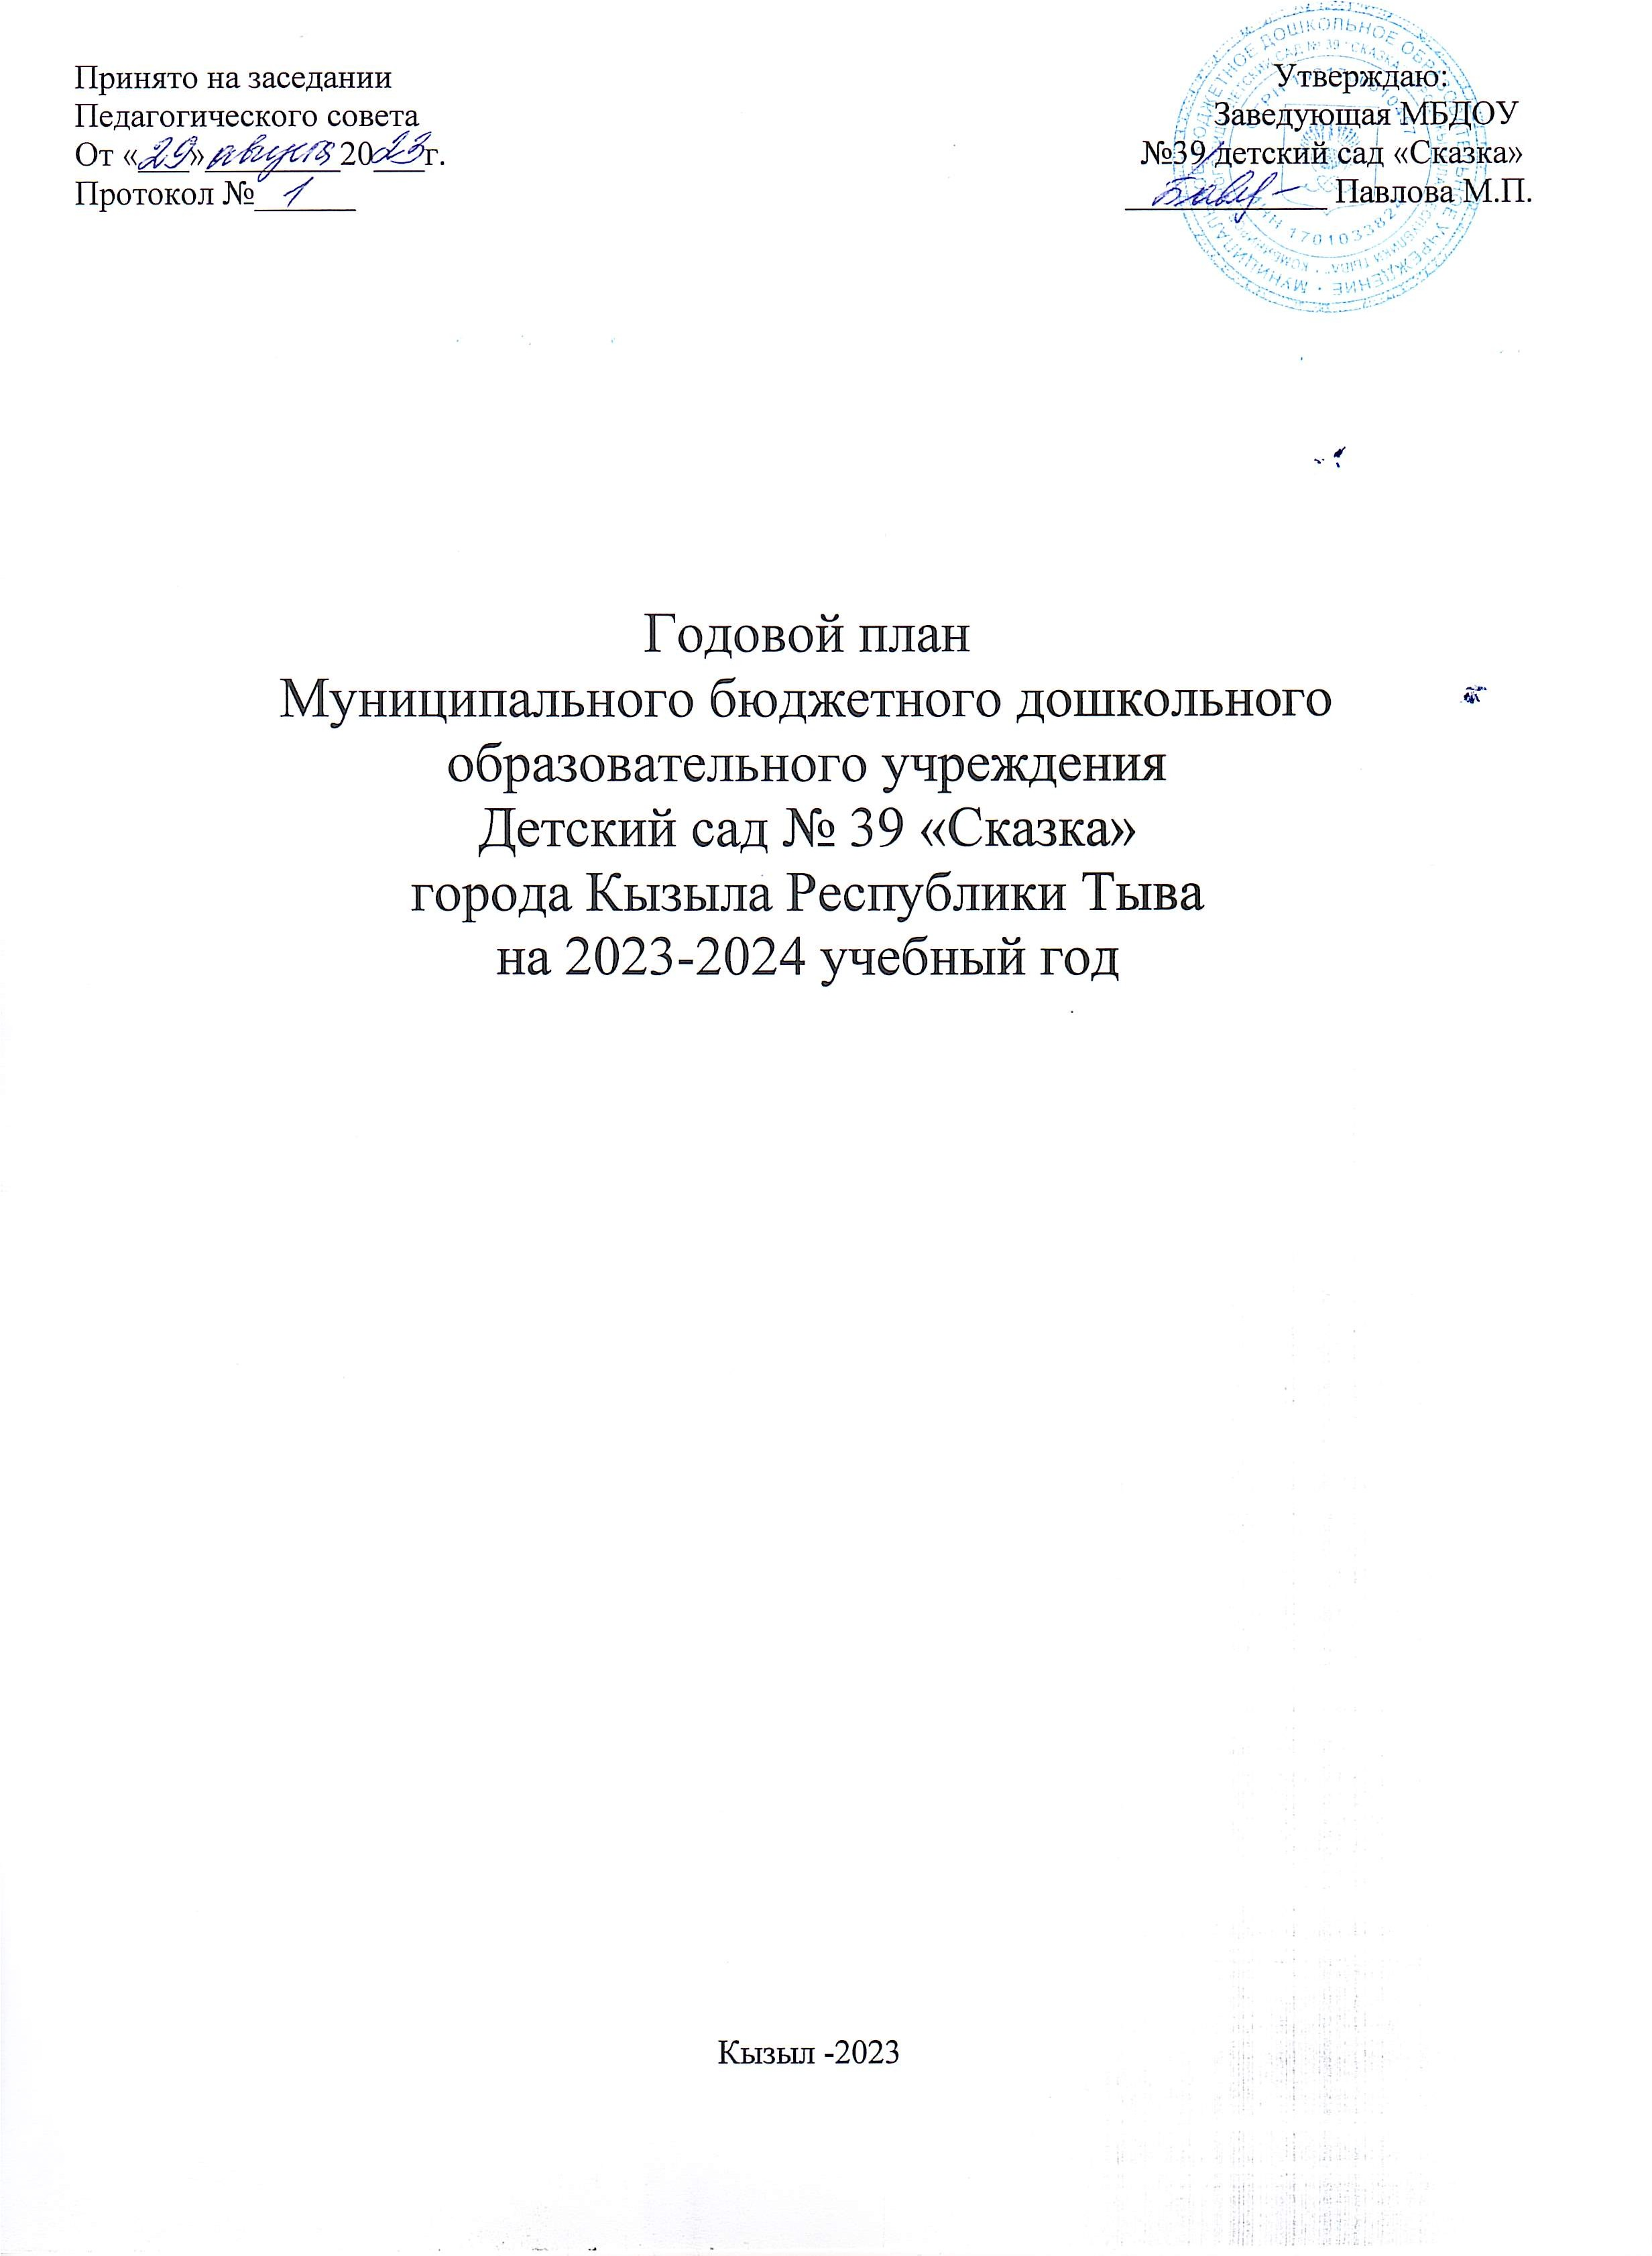 Принято на заседании
Педагогического совета
От «29» августа 2023г.
Протокол № 1
Утверждаю:
Заведующая МБДОУ
№39 детский сад «Сказка»
Павлова М.П.
Годовой план
Муниципального бюджетного дошкольного
образовательного учреждения
Детский сад № 39 «Сказка»
города Кызыла Республики Тыва
на 2023-2024 учебный год
Кызыл -2023